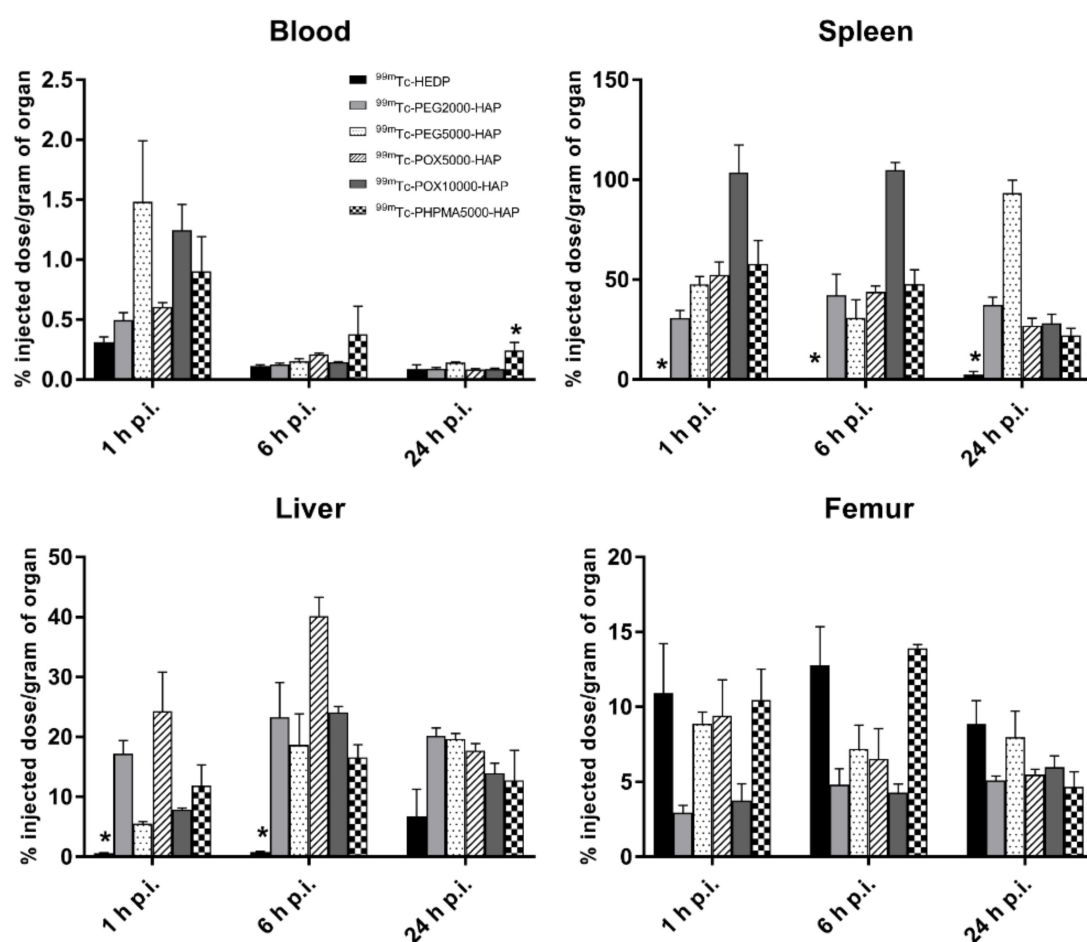 Blood
% injected dose/gram of organ
2.5
2.0
1.5
1.0
0.5
0.0
99mTc-HEDP
99mTc-PEG2000-HAP
99mTc-PEG5000-HAP
99mTc-POX5000-HAP
99mTc-POX10000-HAP
99mTc-PHPMA5000-HAP
*
1 h p.i.
6 h p.i.
24 h p.i.
Spleen
% injected dose/gram of organ
150
100
50
0
*
*
*
1 h p.i.
6 h p.i.
24 h p.i.
Liver
% injected dose/gram of organ
50
40
30
20
10
0
*
*
1 h p.i.
6 h p.i.
24 h p.i.
Femur
% injected dose/gram of organ
20
15
10
5
0
1 h p.i.
6 h p.i.
24 h p.i.